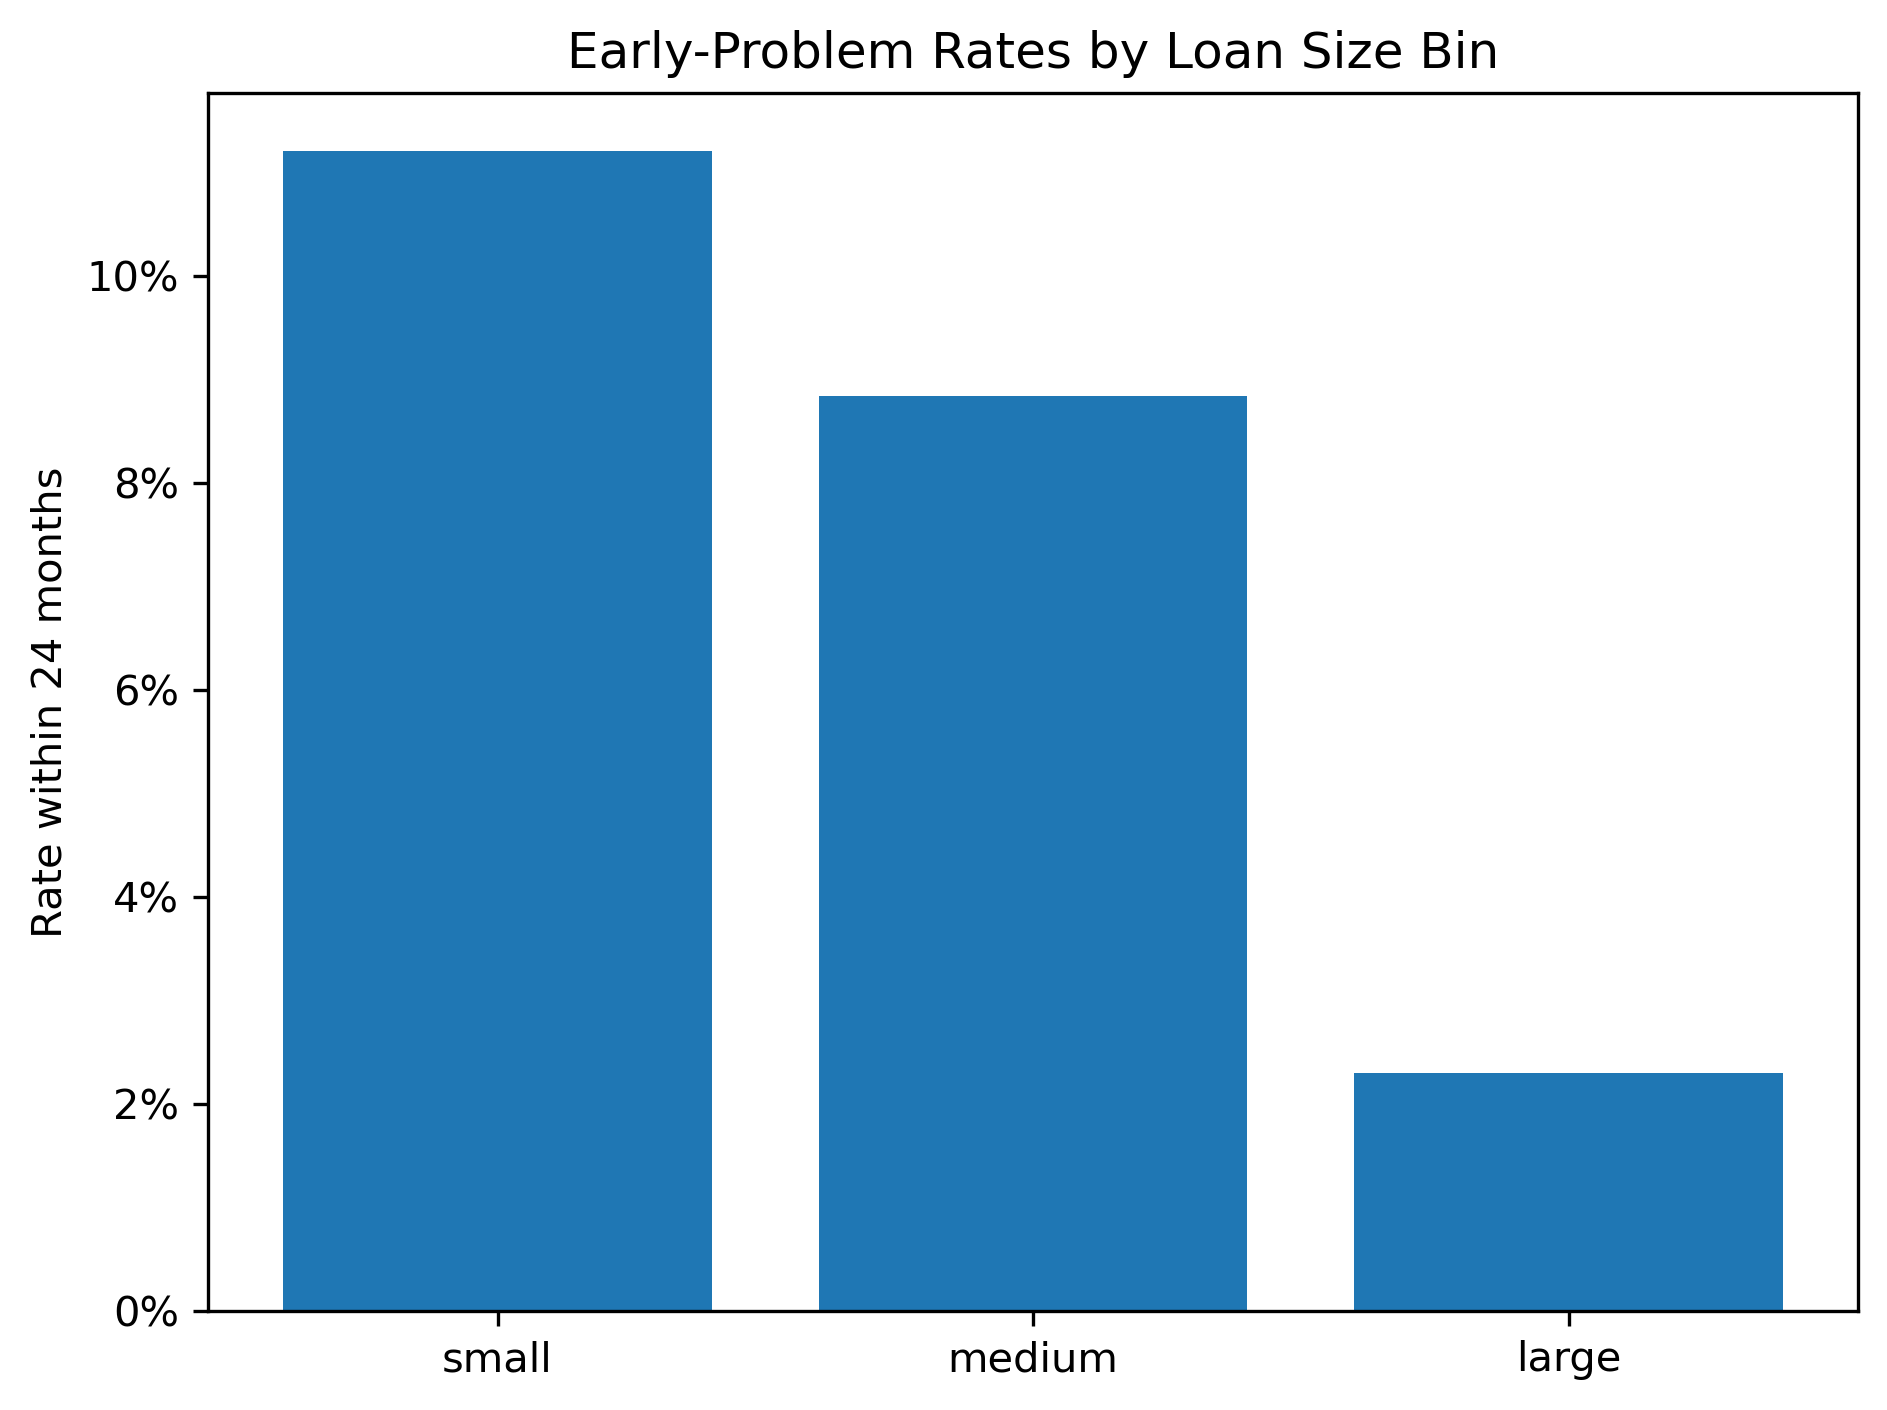 Early-Problem Rates by Loan Size Bin
Rate within 24 months
10%
8%
6%
4%
2%
0%
small
medium
large